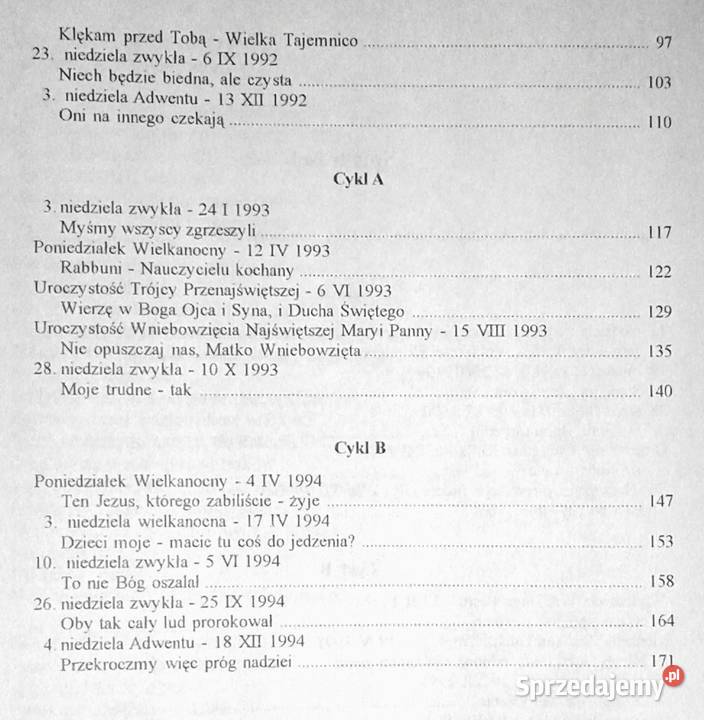 Klękam przed Tobą - Wielka Tajemnico ........ 97
23. niedziela zwykła - 6 IX 1992
Niech będzie biedna, ale czysta ........ 103
3. niedziela Adwentu - 13 XII 1992
Oni na innego czekają ........ 110
Cykl A
3. niedziela zwykła - 24 I 1993
Myśmy wszyscy zgrzeszyli ........ 117
Poniedziałek Wielkanocny - 12 IV 1993
Rabbuni - Nauczycielu kochany ........ 122
Uroczystość Trójcy Przenajświętszej - 6 VI 1993
Wierzę w Boga Ojca i Syna, i Ducha Świętego ........ 129
Uroczystość Wniebowzięcia Najświętszej Maryi Panny - 15 VIII 1993
Nie opuszczaj nas, Matko Wniebowzięta ........ 135
28. niedziela zwykła - 10 X 1993
Moje trudne - tak ........ 140
Cykl B
Poniedziałek Wielkanocny - 4 IV 1994
Ten Jezus, którego zabiliście - żyje ........ 147
3. niedziela wielkanocna - 17 IV 1994
Dzieci moje - macie tu coś do jedzenia? ........ 153
10. niedziela zwykła - 5 VI 1994
To nie Bóg oszalał ........ 158
26. niedziela zwykła - 25 IX 1994
Oby tak cały lud prorokował ........ 164
4. niedziela Adwentu - 18 XII 1994
Przekroczmy więc próg nadziei ........ 171
Sprzedajemy.pl